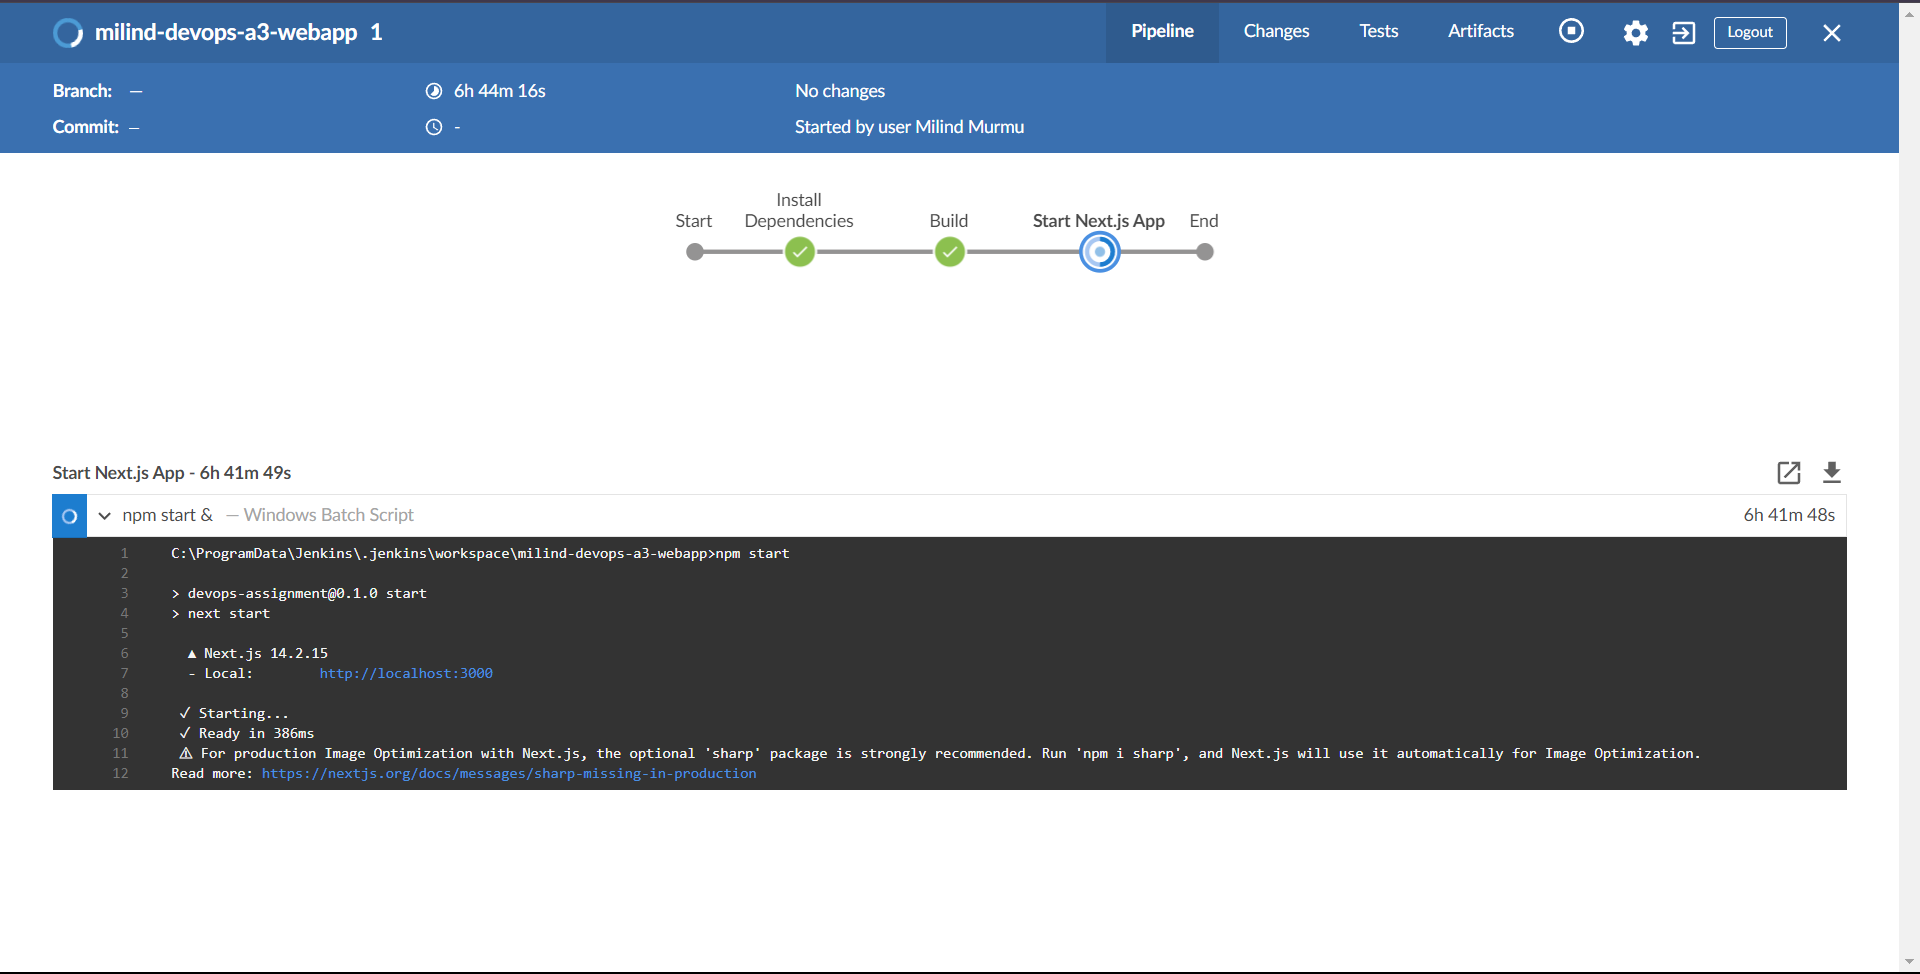 milind-devops-a3-webapp 1
Pipeline Changes Tests Artifacts Logout
Branch: — 6h 44m 16s No changes
Commit: — - Started by user Milind Murmu
Install
Start Dependencies Build Start Next.js App End
Start Next.js App - 6h 41m 49s
npm start & — Windows Batch Script 6h 41m 48s
1 C:\ProgramData\Jenkins\.jenkins\workspace\milind-devops-a3-webapp>npm start
2
3 > devops-assignment@0.1.0 start
4 > next start
5
6 ▲ Next.js 14.2.15
7 - Local: http://localhost:3000
8
9 ✓ Starting...
10 ✓ Ready in 386ms
11 ⚠ For production Image Optimization with Next.js, the optional 'sharp' package is strongly recommended. Run 'npm i sharp', and Next.js will use it automatically for Image Optimization.
12 Read more: https://nextjs.org/docs/messages/sharp-missing-in-production